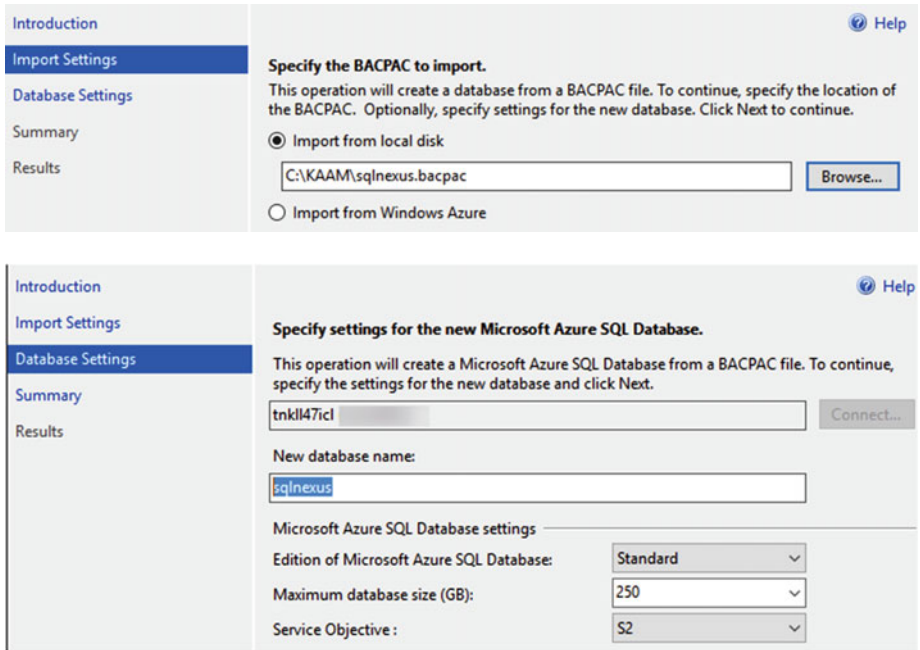 Introduction
Help
Import Settings
Specify the BACPAC to import.
Database Settings
This operation will create a database from a BACPAC file. To continue, specify the location of
the BACPAC. Optionally, specify settings for the new database. Click Next to continue.
Summary
Import from local disk
Results
C:\KAAM\sqlnexus.bacpac
Browse...
Import from Windows Azure
Introduction
Help
Import Settings
Specify settings for the new Microsoft Azure SQL Database.
Database Settings
This operation will create a Microsoft Azure SQL Database from a BACPAC file. To continue,
specify the settings for the new database and click Next.
Summary
tnkll47icl
Connect...
Results
New database name:
sqlnexus
Microsoft Azure SQL Database settings
Edition of Microsoft Azure SQL Database:
Standard
Maximum database size (GB):
250
Service Objective :
S2